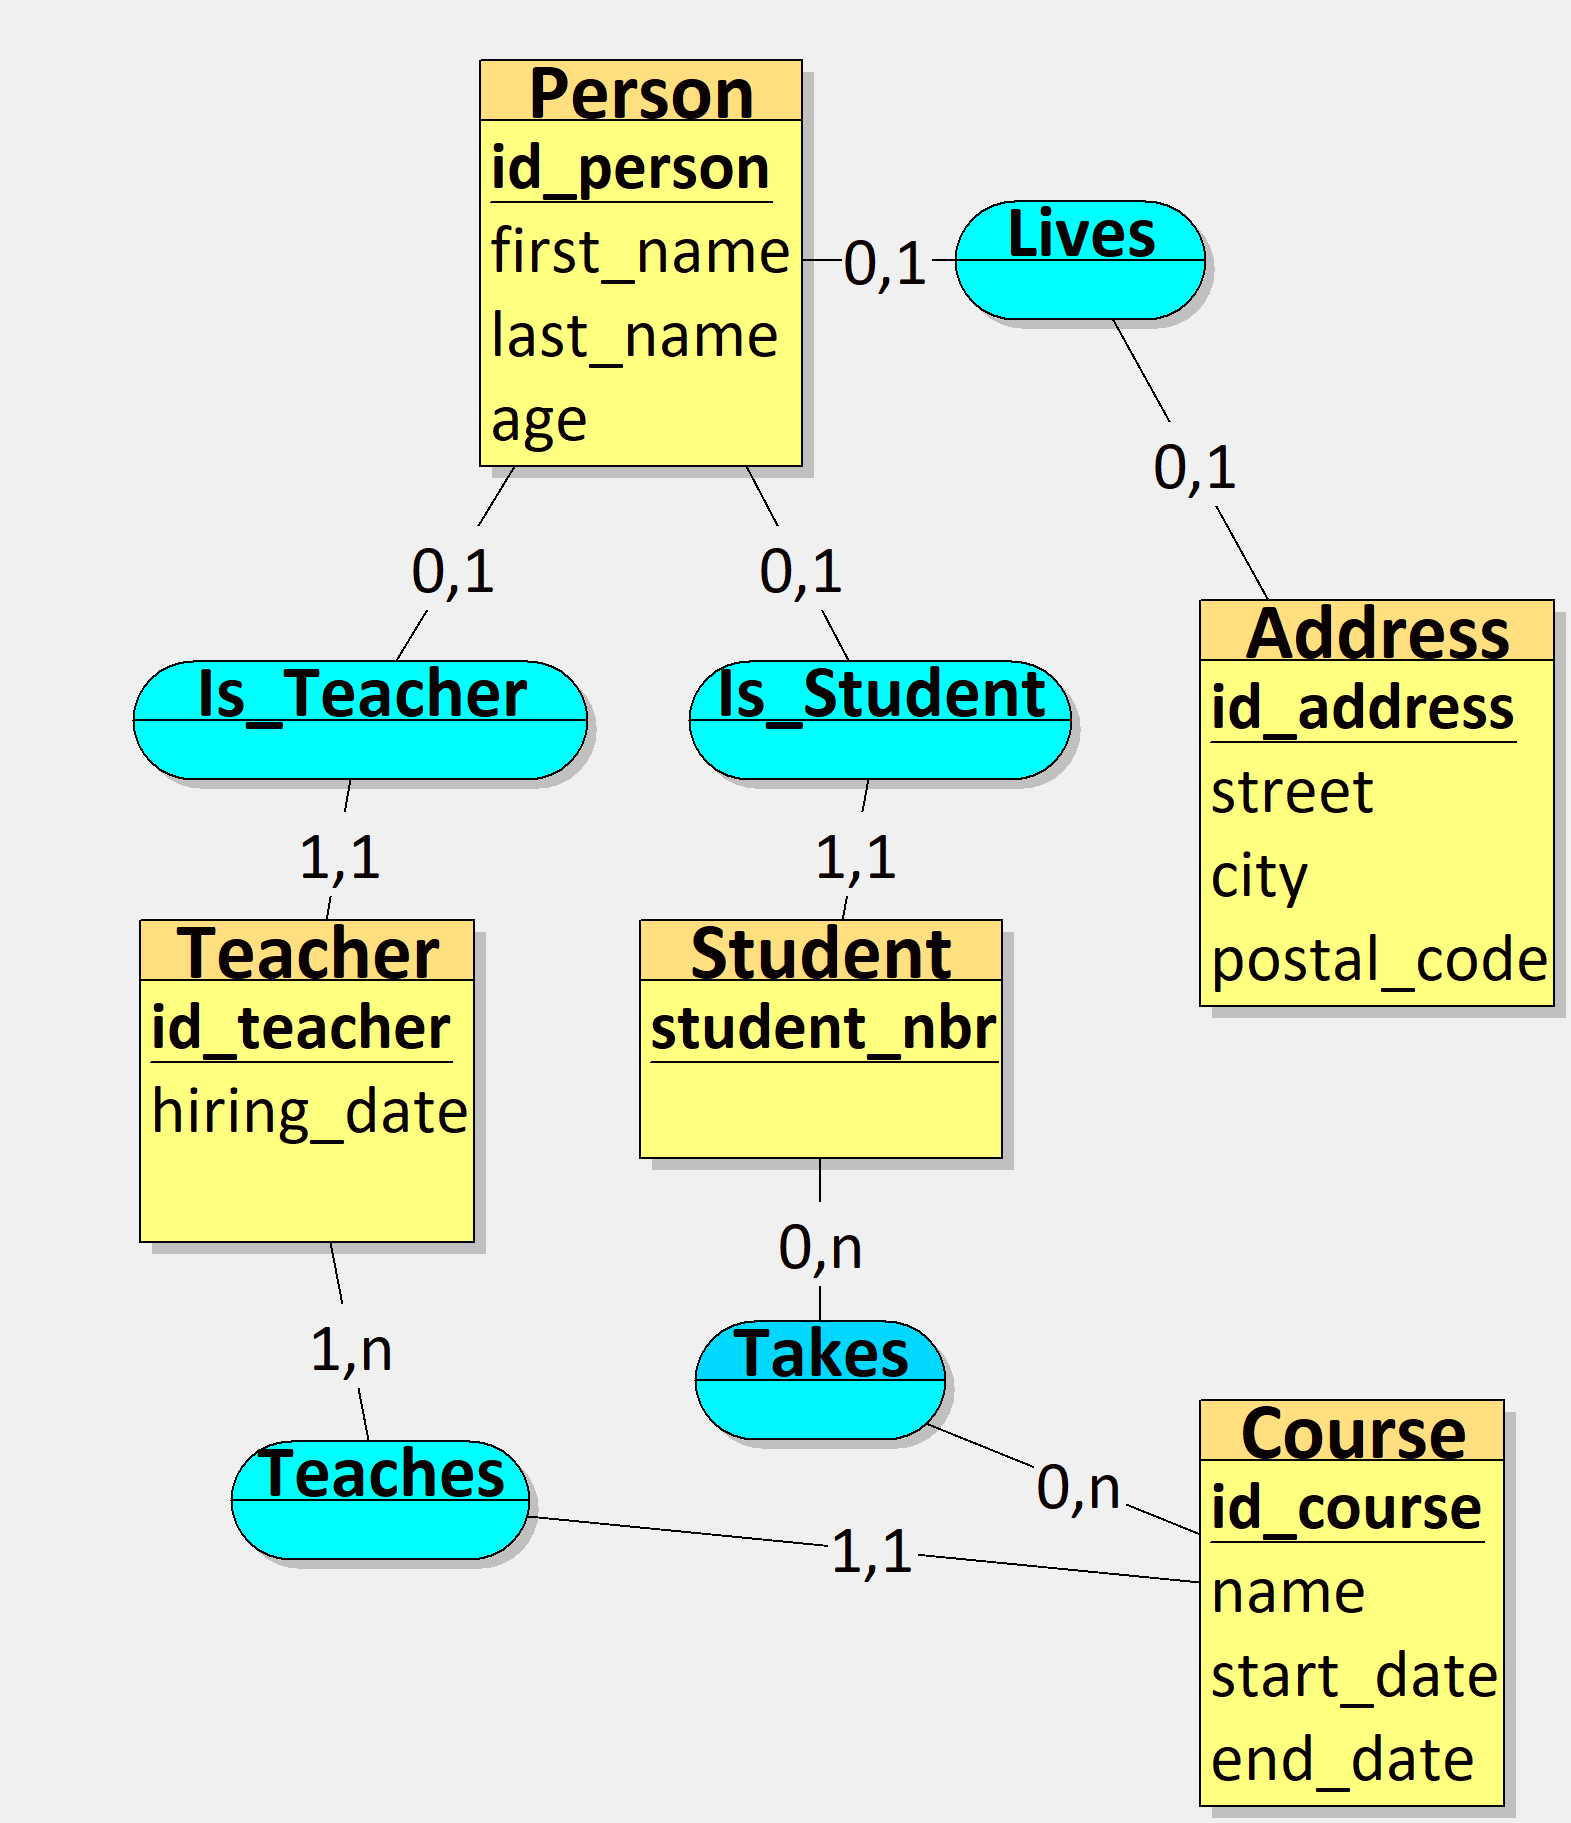 Person
id_person
first_name
last_name
age
0,1
Lives
0,1
0,1
0,1
Is_Teacher
Is_Student
1,1
1,1
Address
id_address
street
city
postal_code
Teacher
id_teacher
hiring_date
Student
student_nbr
1,n
0,n
Teaches
Takes
0,n
1,1
Course
id_course
name
start_date
end_date